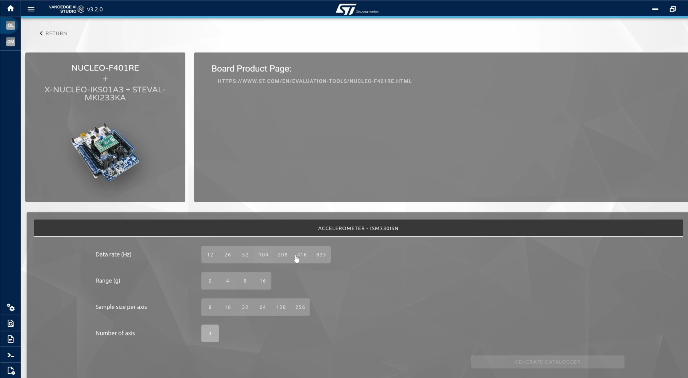 NANOEDGE AI
STUDIO v3.2.0
RETURN
NUCLEO-F401RE
+
X-NUCLEO-IKS01A3 + STEVAL-
MKI233KA
Board Product Page:
HTTPS://WWW.ST.COM/EN/EVALUATION-TOOLS/NUCLEO-F401RE.HTML
ACCELEROMETER - ISM330ISN
Data rate (Hz) 12 26 52 104 208 416 833
Range (g) 2 4 8 16
Sample size per axis 8 16 32 64 128 256
Number of axis
GENERATE DATALOGGER